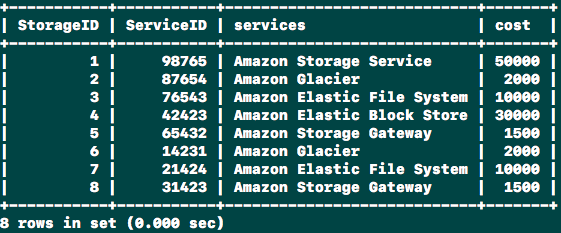 +-----------+-----------+----------------------------+-------+
| StorageID | ServiceID | services                   | cost  |
+-----------+-----------+----------------------------+-------+
|         1 |     98765 | Amazon Storage Service     | 50000 |
|         2 |     87654 | Amazon Glacier             |  2000 |
|         3 |     76543 | Amazon Elastic File System | 10000 |
|         4 |     42423 | Amazon Elastic Block Store | 30000 |
|         5 |     65432 | Amazon Storage Gateway     |  1500 |
|         6 |     14231 | Amazon Glacier             |  2000 |
|         7 |     21424 | Amazon Elastic File System | 10000 |
|         8 |     31423 | Amazon Storage Gateway     |  1500 |
+-----------+-----------+----------------------------+-------+
8 rows in set (0.000 sec)